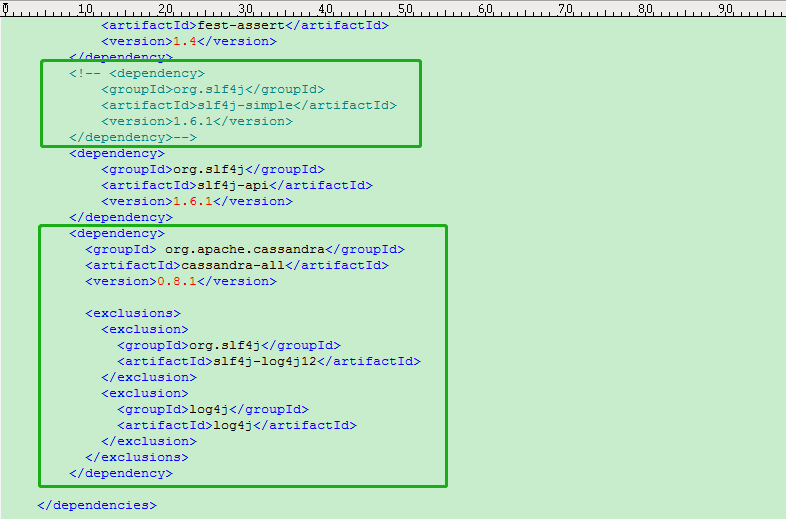 0 10 20 30 40 50 60 70 80 90
<artifactId>fest-assert</artifactId>
<version>1.4</version>
</dependency>
<!-- <dependency>
<groupId>org.slf4j</groupId>
<artifactId>slf4j-simple</artifactId>
<version>1.6.1</version>
</dependency>-->
<dependency>
<groupId>org.slf4j</groupId>
<artifactId>slf4j-api</artifactId>
<version>1.6.1</version>
</dependency>
<dependency>
<groupId> org.apache.cassandra</groupId>
<artifactId>cassandra-all</artifactId>
<version>0.8.1</version>
<exclusions>
<exclusion>
<groupId>org.slf4j</groupId>
<artifactId>slf4j-log4j12</artifactId>
</exclusion>
<exclusion>
<groupId>log4j</groupId>
<artifactId>log4j</artifactId>
</exclusion>
</exclusions>
</dependency>
</dependencies>